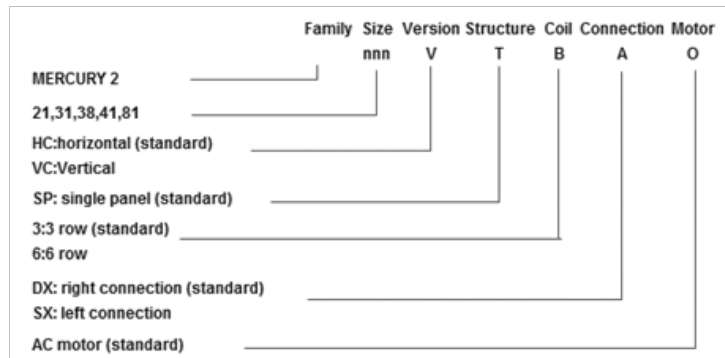 Family Size Version Structure Coil Connection Motor
nnn V T B A O
MERCURY 2
21,31,38,41,81
HC:horizontal (standard)
VC:Vertical
SP: single panel (standard)
3:3 row (standard)
6:6 row
DX: right connection (standard)
SX: left connection
AC motor (standard)